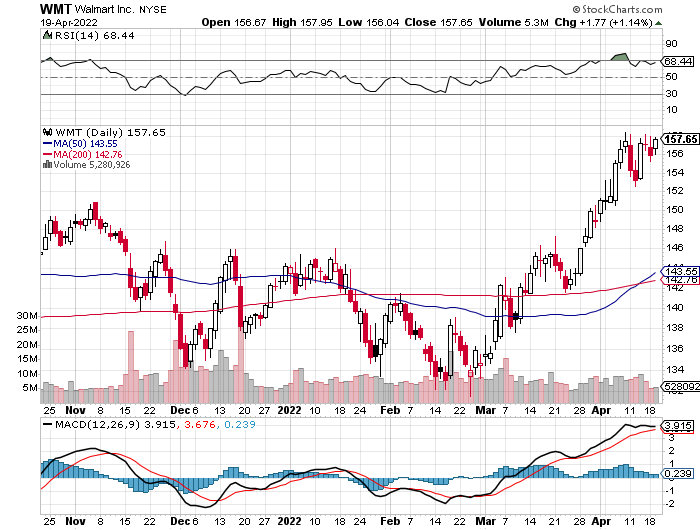 WMT Walmart Inc. NYSE © StockCharts.com
19-Apr-2022 Open 156.67 High 157.95 Low 156.04 Close 157.65 Volume 5.3M Chg +1.77 (+1.14%)
RSI(14) 68.44
90
68.44
50
30
10
WMT (Daily) 157.65
MA(50) 143.55
MA(200) 142.76
Volume 5,280,926
157.65
156
154
152
150
148
146
144
143.55
142.76
142
140
138
136
134
132
30M
25M
20M
15M
10M
5M
528092
25 Nov 8 15 22 Dec 6 13 20 27 2022 10 18 24 Feb 7 14 22 Mar 7 14 21 28 Apr 11 18
MACD(12,26,9) 3.915, 3.676, 0.239
3.915
3
2
1
0.239
-1
-2
25 Nov 8 15 22 Dec 6 13 20 27 2022 10 18 24 Feb 7 14 22 Mar 7 14 21 28 Apr 11 18